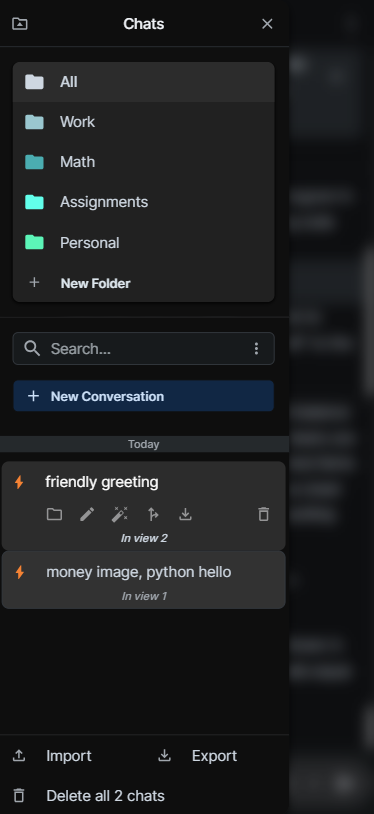 Chats
All
Work
Math
Assignments
Personal
New Folder
Search...
New Conversation
Today
friendly greeting
In view 2
money image, python hello
In view 1
Import Export
Delete all 2 chats